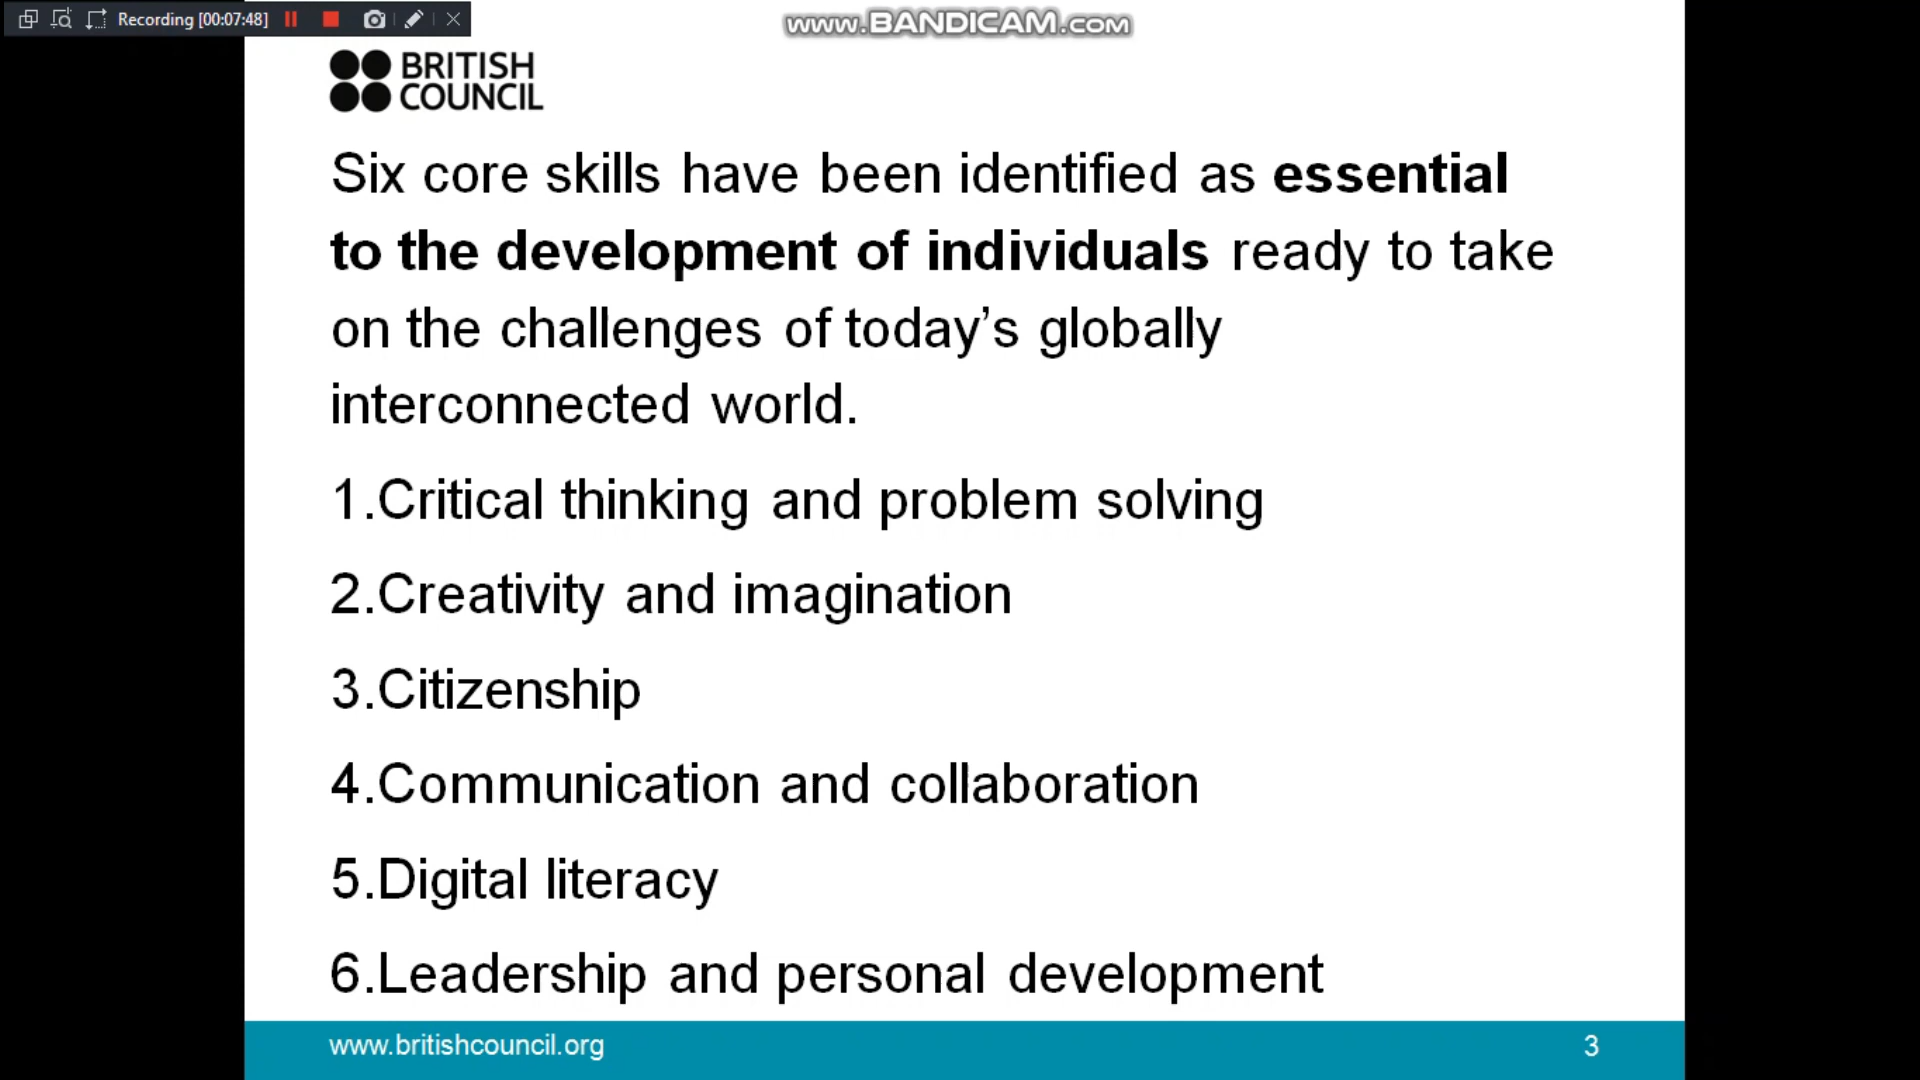 Recording [00:07:48]
www.BANDICAM.com
BRITISH
COUNCIL
Six core skills have been identified as essential
to the development of individuals ready to take
on the challenges of today’s globally
interconnected world.
1.Critical thinking and problem solving
2.Creativity and imagination
3.Citizenship
4.Communication and collaboration
5.Digital literacy
6.Leadership and personal development
www.britishcouncil.org
3